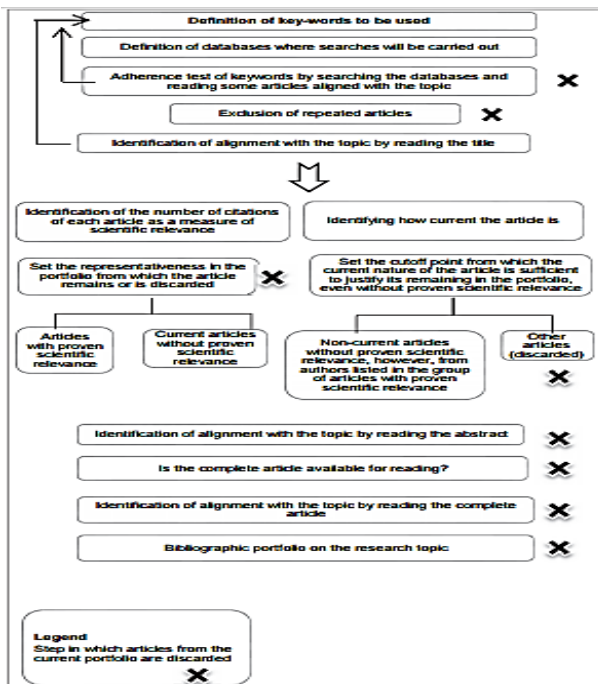 Definition of key-words to be used
Definition of databases where searches will be carried out
Adherence test of keywords by searching the databases and
reading some articles aligned with the topic
Exclusion of repeated articles
Identification of alignment with the topic by reading the title
Identification of the number of citations
of each article as a measure of
scientific relevance
Identifying how current the article is
Set the representativeness in the
portfolio from which the article
remains or is discarded
Set the cutoff point from which the
current nature of the article is sufficient
to justify its remaining in the portfolio,
even without proven scientific relevance
Articles
with proven
scientific
relevance
Current articles
without proven
scientific
relevance
Non-current articles
without proven scientific
relevance, however, from
authors listed in the group
of articles with proven
scientific relevance
Other
articles
(discarded)
Identification of alignment with the topic by reading the abstract
Is the complete article available for reading?
Identification of alignment with the topic by reading the complete
article
Bibliographic portfolio on the research topic
Legend
Step in which articles from the
current portfolio are discarded